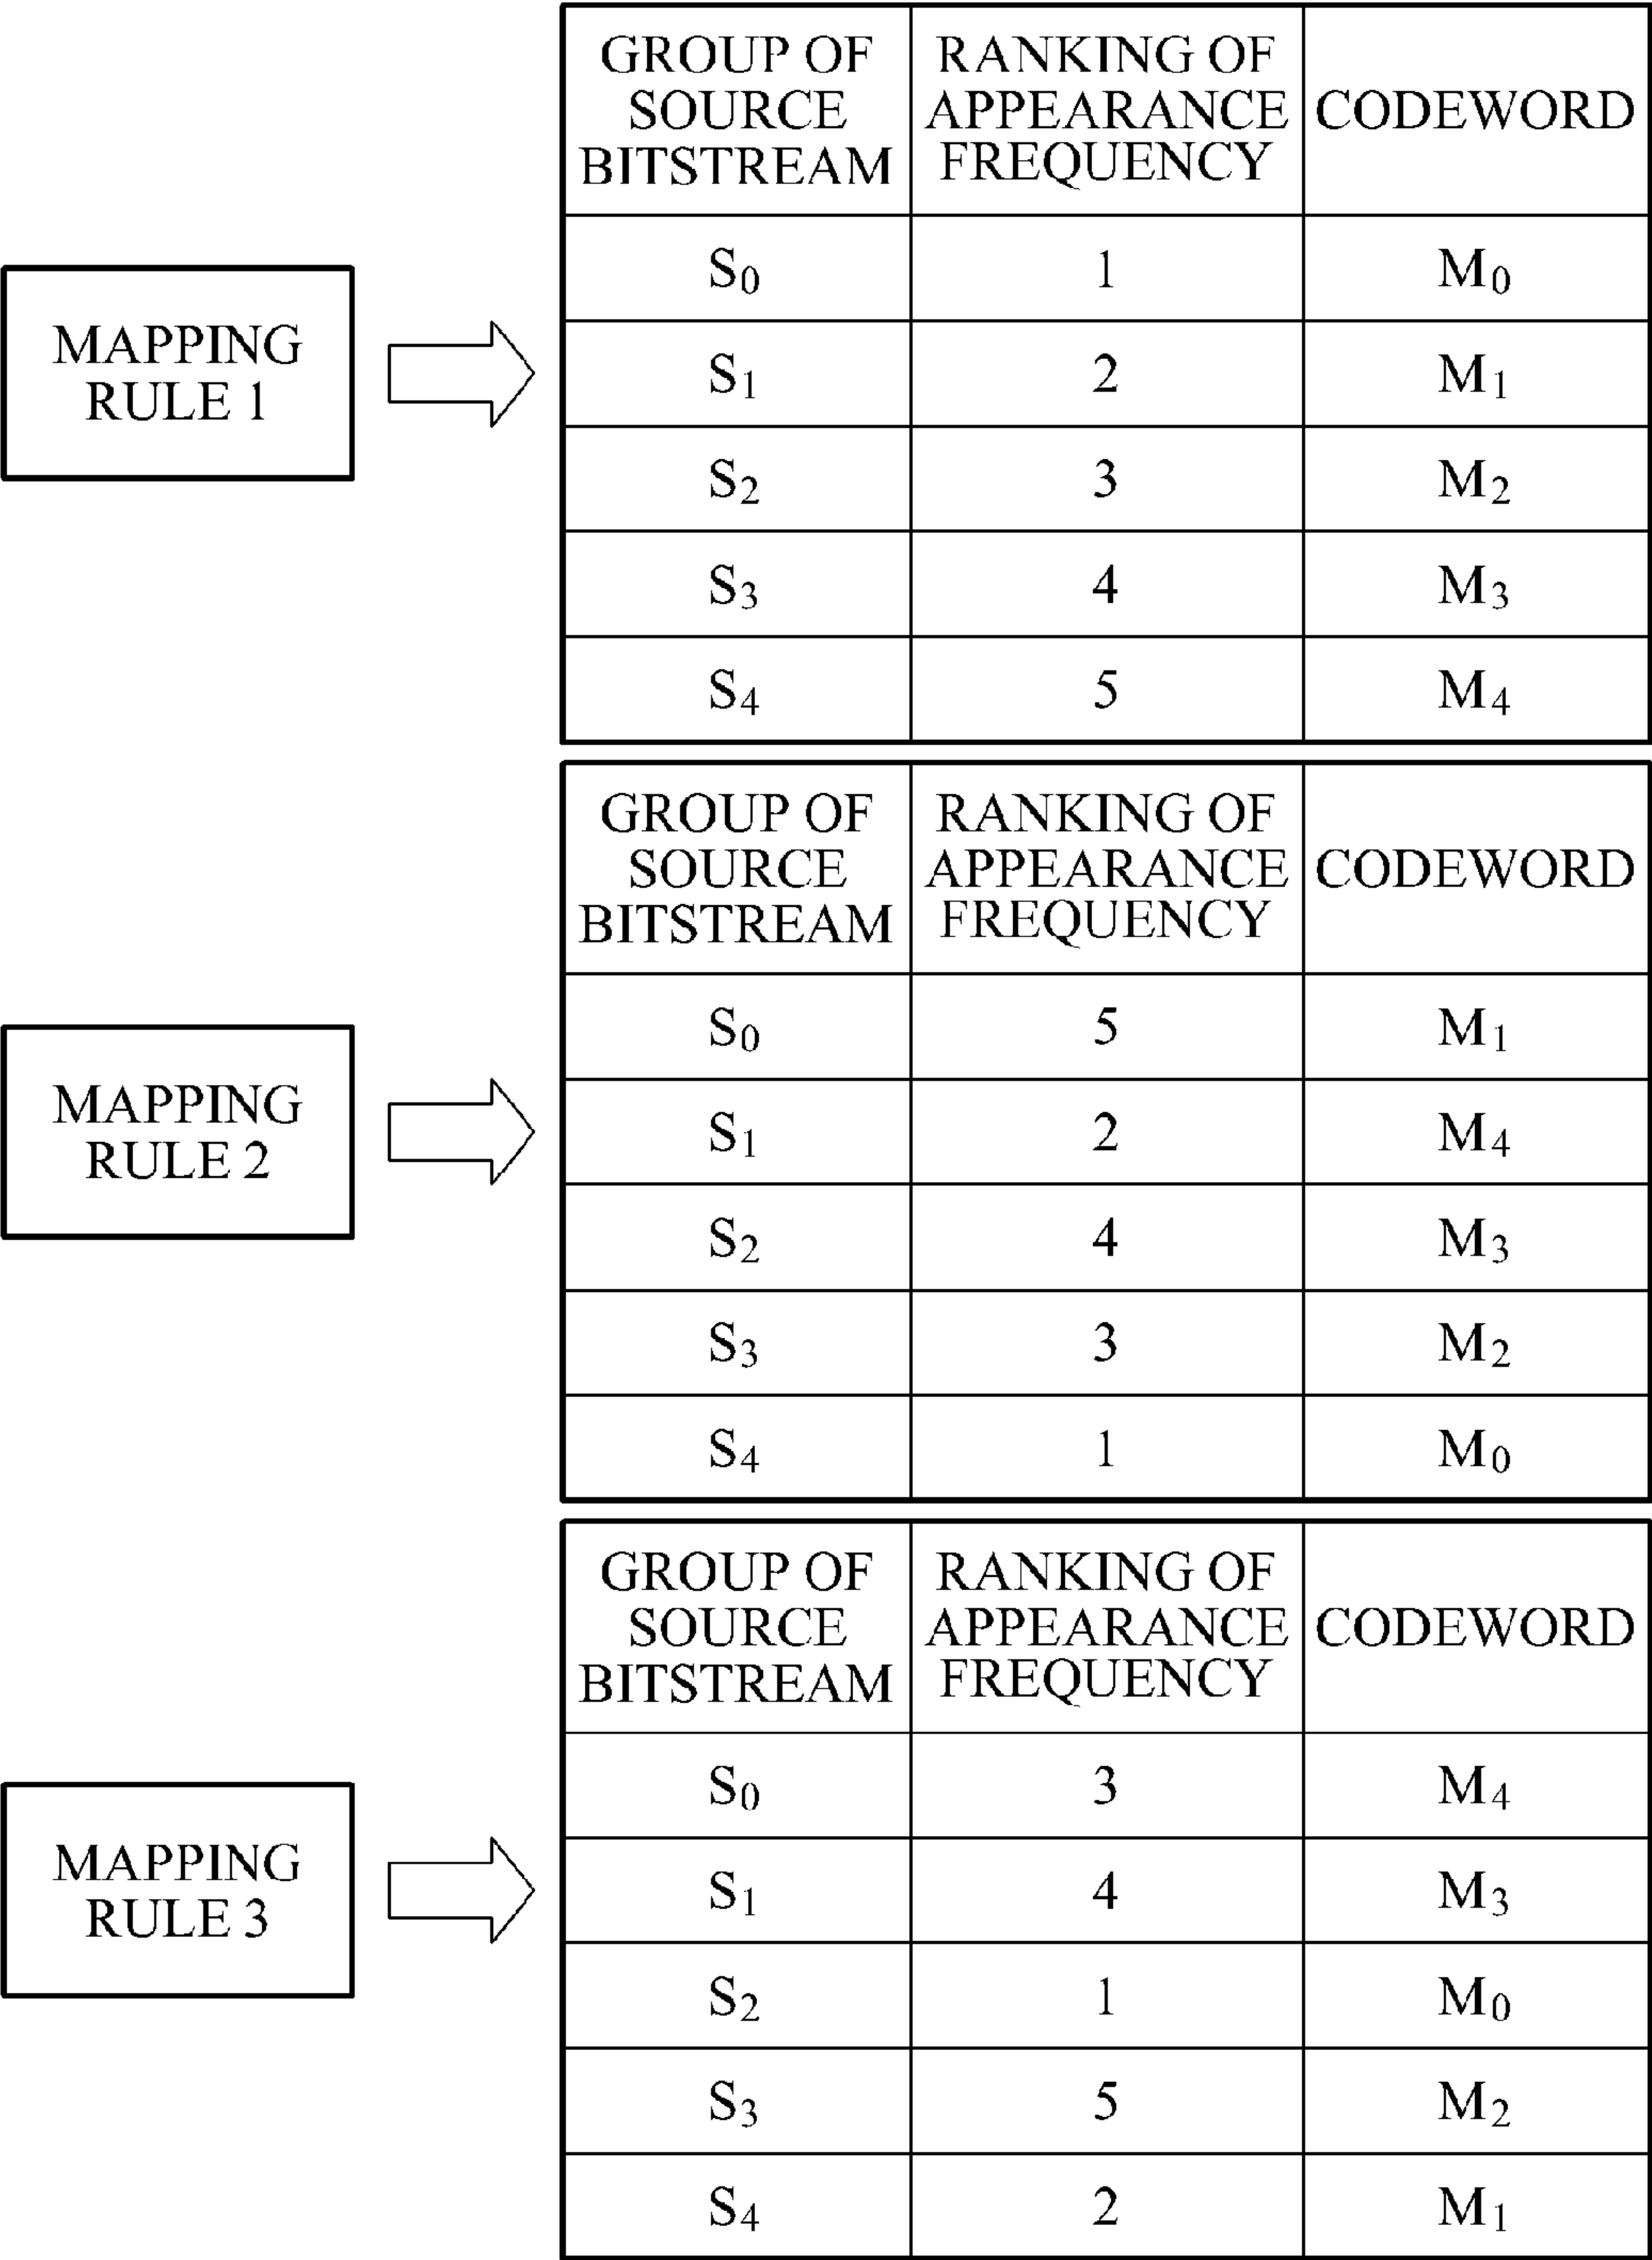 GROUP OF SOURCE BITSTREAM RANKING OF APPEARANCE FREQUENCY CODEWORD
MAPPING
RULE 1
S₀ 1 M₀
S₁ 2 M₁
S₂ 3 M₂
S₃ 4 M₃
S₄ 5 M₄
GROUP OF SOURCE BITSTREAM RANKING OF APPEARANCE FREQUENCY CODEWORD
MAPPING
RULE 2
S₀ 5 M₁
S₁ 2 M₄
S₂ 4 M₃
S₃ 3 M₂
S₄ 1 M₀
GROUP OF SOURCE BITSTREAM RANKING OF APPEARANCE FREQUENCY CODEWORD
MAPPING
RULE 3
S₀ 3 M₄
S₁ 4 M₃
S₂ 1 M₀
S₃ 5 M₂
S₄ 2 M₁